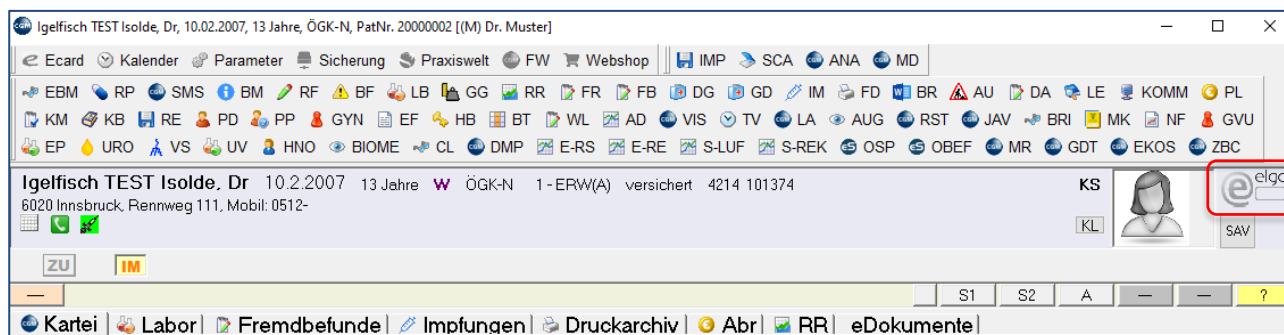 Igelfisch TEST Isolde, Dr, 10.02.2007, 13 Jahre, ÖGK-N, PatNr. 20000002 [(M) Dr. Muster]
Ecard Kalender Parameter Sicherung Praxiswelt FW Webshop IMP SCA ANA MD
EBM RP SMS BM RF BF LB GG RR FR FB DG GD IM FD BR AU DA LE KOMM PL
KM KB RE PD PP GYN EF HB BT WL AD VIS TV LA AUG RST JAV BRI MK NF GVU
EP URO VS UV HNO BIOME CL DMP E-RS E-RE S-LUF S-REK OSP OBEF MR GDT EKOS ZBC
Igelfisch TEST Isolde, Dr 10.2.2007 13 Jahre W ÖGK-N 1 - ERW(A) versichert 4214 101374 KS
6020 Innsbruck, Rennweg 111, Mobil: 0512-
KL SAV
ZU IM
— S1 S2 A — — ?
Kartei Labor Fremdbefunde Impfungen Druckarchiv Abr RR eDokumente